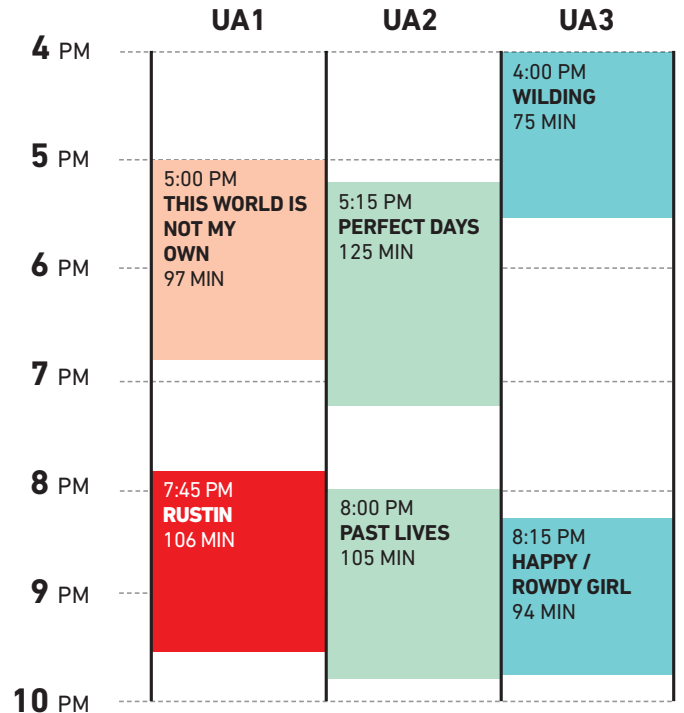 UA1 UA2 UA3
4 PM
5 PM
6 PM
7 PM
8 PM
9 PM
10 PM
5:00 PM
THIS WORLD IS
NOT MY
OWN
97 MIN
7:45 PM
RUSTIN
106 MIN
5:15 PM
PERFECT DAYS
125 MIN
8:00 PM
PAST LIVES
105 MIN
4:00 PM
WILDING
75 MIN
8:15 PM
HAPPY /
ROWDY GIRL
94 MIN